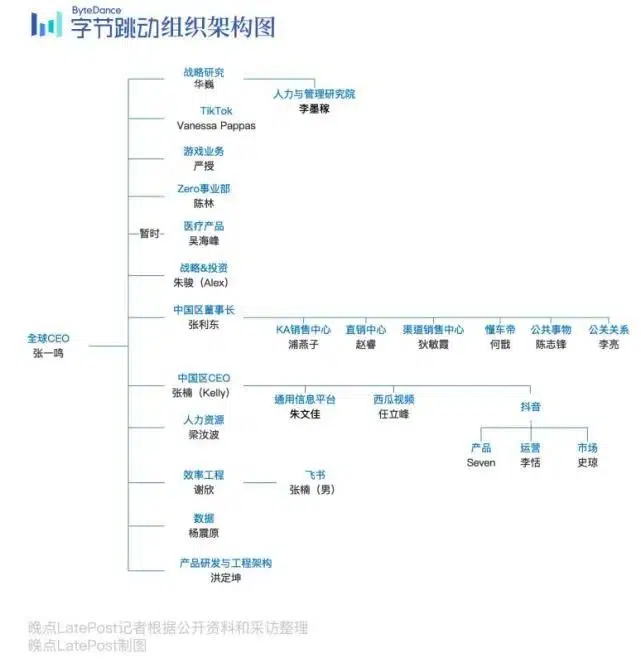 ByteDance
字节跳动组织架构图
战略研究
华巍
人力与管理研究院
李墨稼
TikTok
Vanessa Pappas
游戏业务
严授
Zero事业部
陈林
暂时
医疗产品
吴海峰
战略&投资
朱骏（Alex）
中国区董事长
张利东
KA销售中心
浦燕子
直销中心
赵睿
渠道销售中心
狄敏霞
懂车帝
何戬
公共事物
陈志锋
公关关系
李亮
全球CEO
张一鸣
中国区CEO
张楠（Kelly）
通用信息平台
朱文佳
西瓜视频
任立峰
抖音
产品
Seven
运营
李恬
市场
史琼
人力资源
梁汝波
效率工程
谢欣
飞书
张楠（男）
数据
杨震原
产品研发与工程架构
洪定坤
晚点LatePost记者根据公开资料和采访整理
晚点LatePost制图